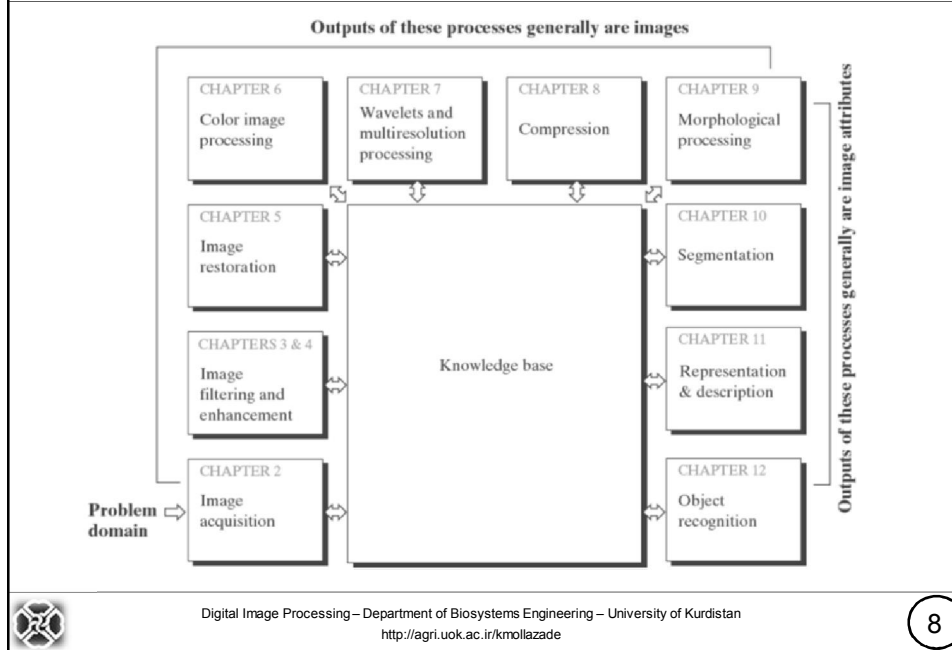 Outputs of these processes generally are images
CHAPTER 6
Color image
processing
CHAPTER 7
Wavelets and
multiresolution
processing
CHAPTER 8
Compression
CHAPTER 9
Morphological
processing
Outputs of these processes generally are image attributes
CHAPTER 5
Image
restoration
CHAPTER 10
Segmentation
CHAPTERS 3 & 4
Image
filtering and
enhancement
Knowledge base
CHAPTER 11
Representation
& description
Problem
domain
CHAPTER 2
Image
acquisition
CHAPTER 12
Object
recognition
Digital Image Processing – Department of Biosystems Engineering – University of Kurdistan
http://agri.uok.ac.ir/kmollazade
8